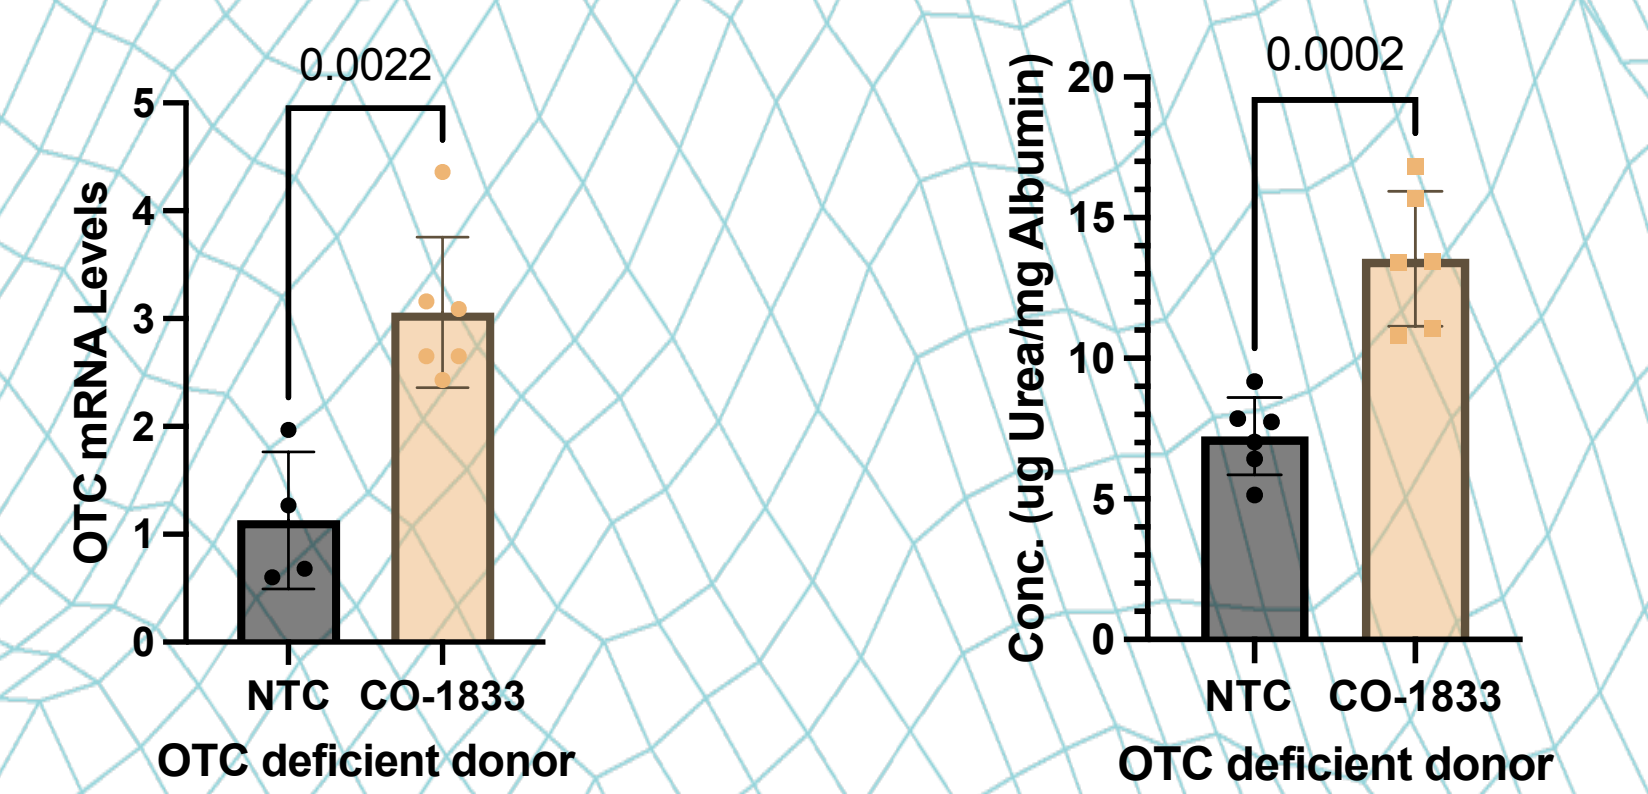 0.0022
OTC mRNA Levels
5
4
3
2
1
0
NTC CO-1833
OTC deficient donor
0.0002
Conc. (ug Urea/mg Albumin)
20
15
10
5
0
NTC CO-1833
OTC deficient donor